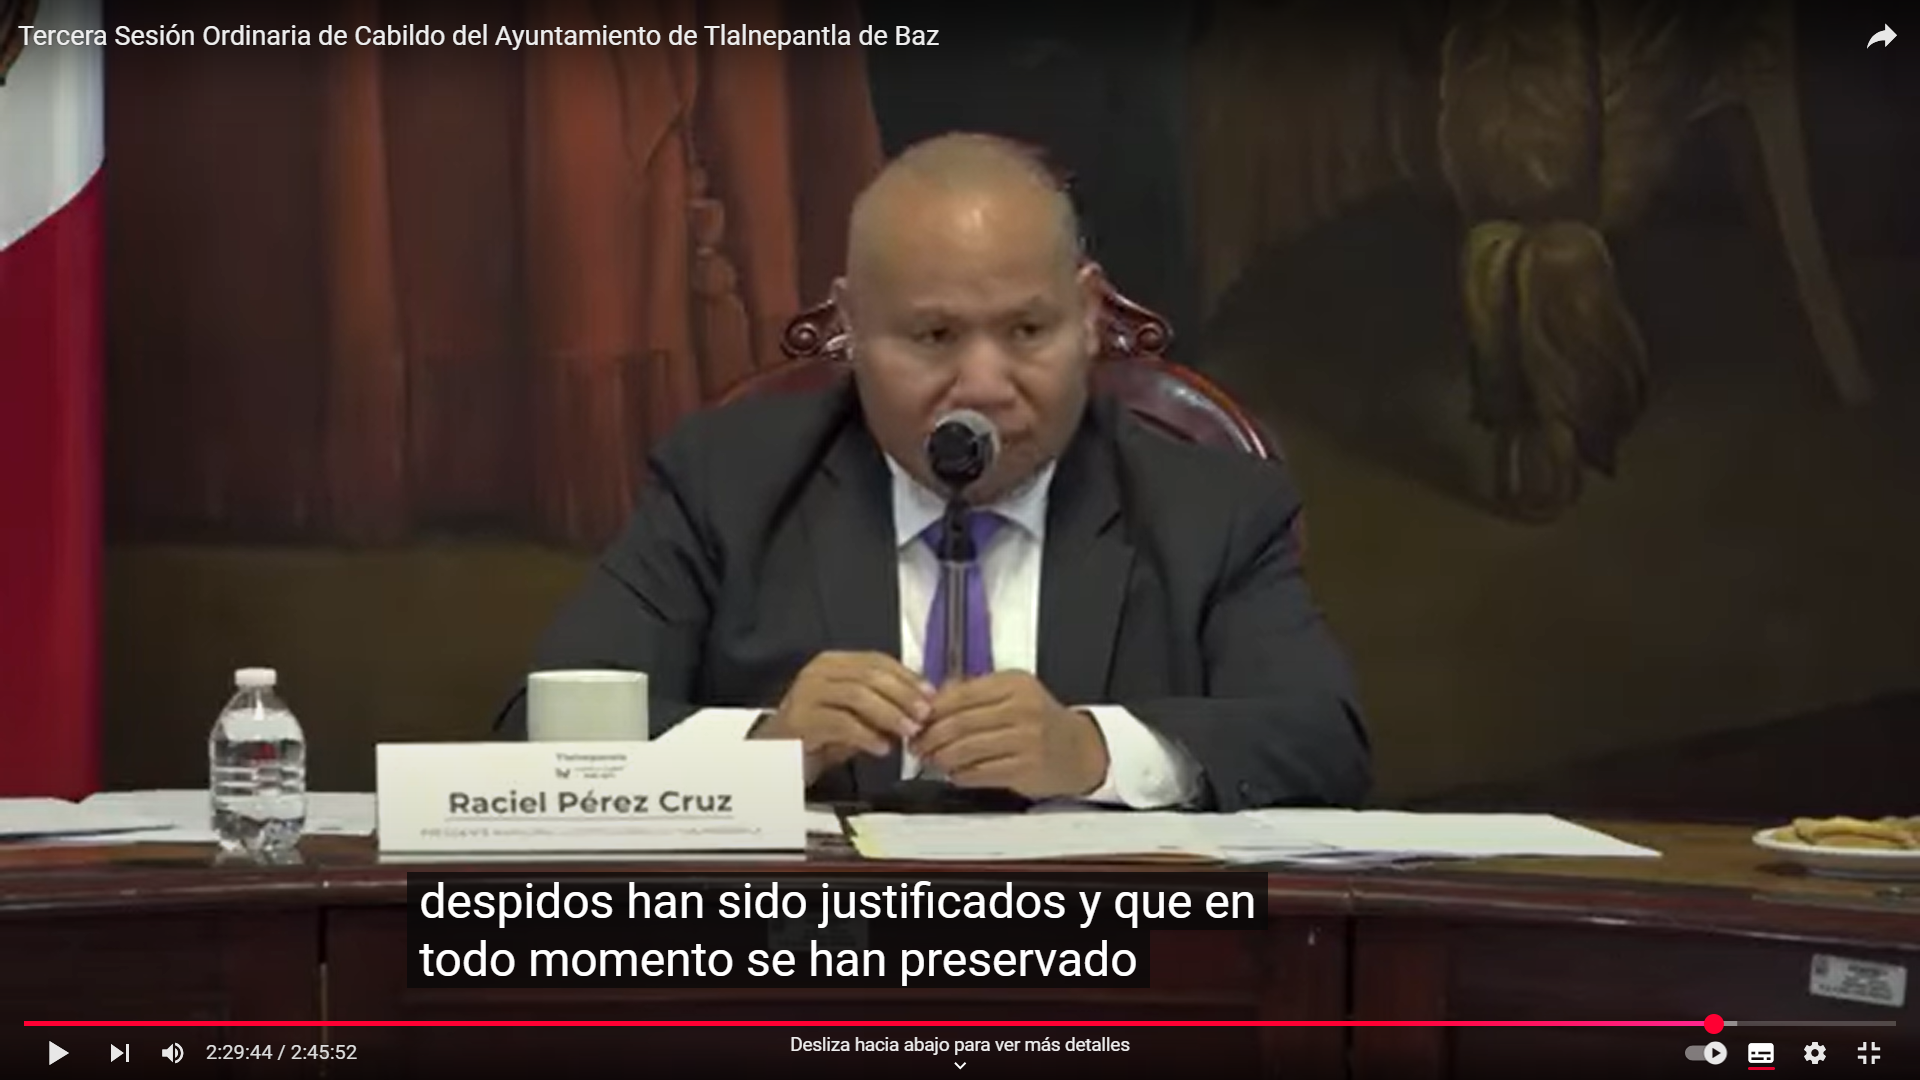 Tercera Sesión Ordinaria de Cabildo del Ayuntamiento de Tlalnepantla de Baz
Tlalnepantla
Raciel Pérez Cruz
despidos han sido justificados y que en
todo momento se han preservado
2:29:44 / 2:45:52
Desliza hacia abajo para ver más detalles